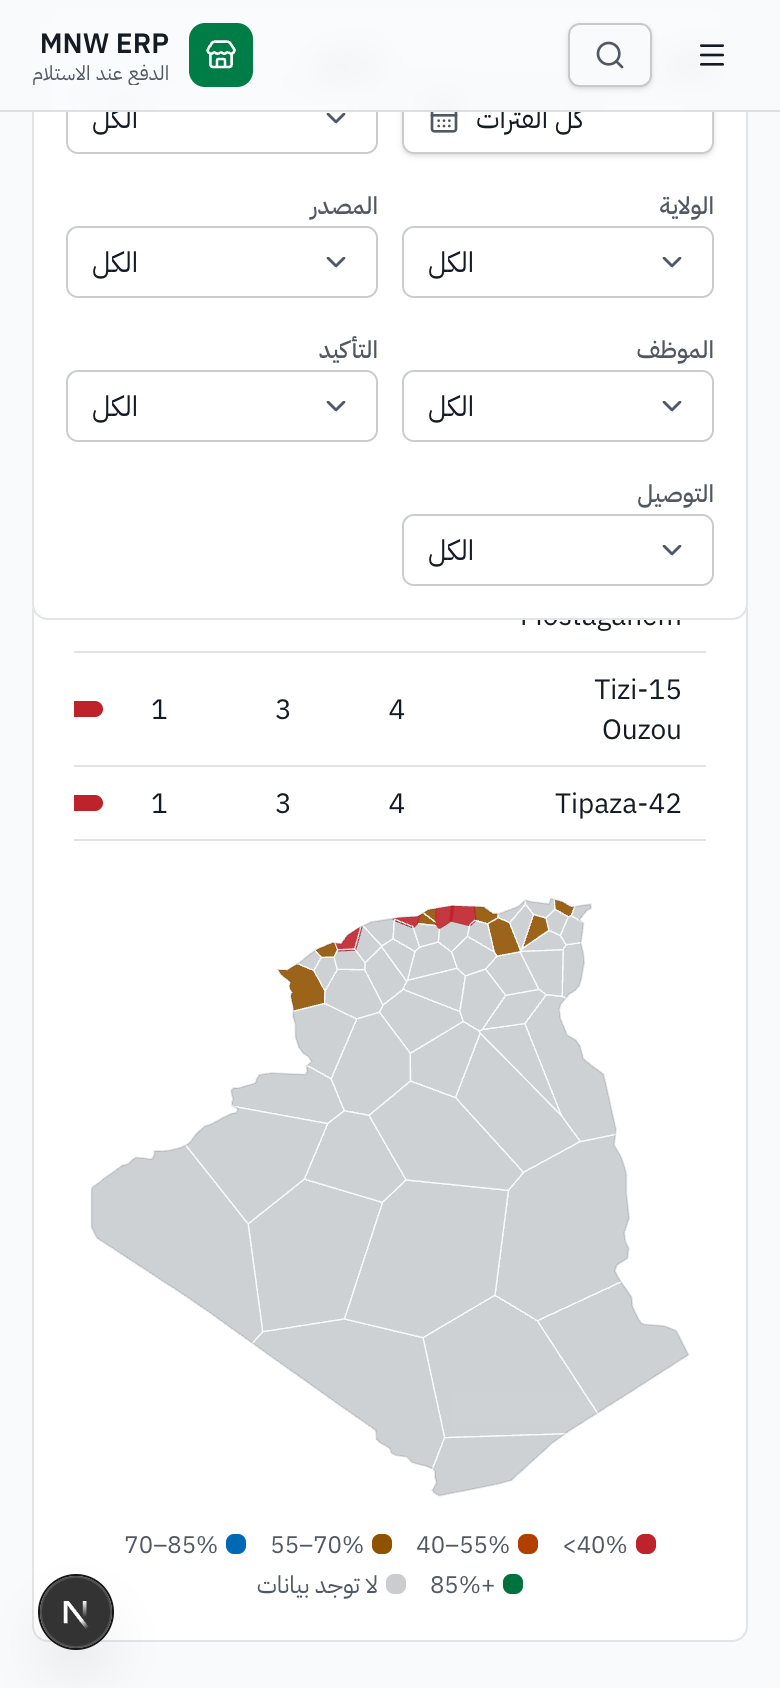 MNW ERP
الدفع عند الاستلام
كل الفترات
الكل
الولاية
المصدر
الكل
الكل
الموظف
التأكيد
الكل
الكل
التوصيل
الكل
Mostaganem
Tizi-15
Ouzou
4
3
1
Tipaza-42
4
3
1
<40%
40–55%
55–70%
70–85%
85%+
لا توجد بيانات
N